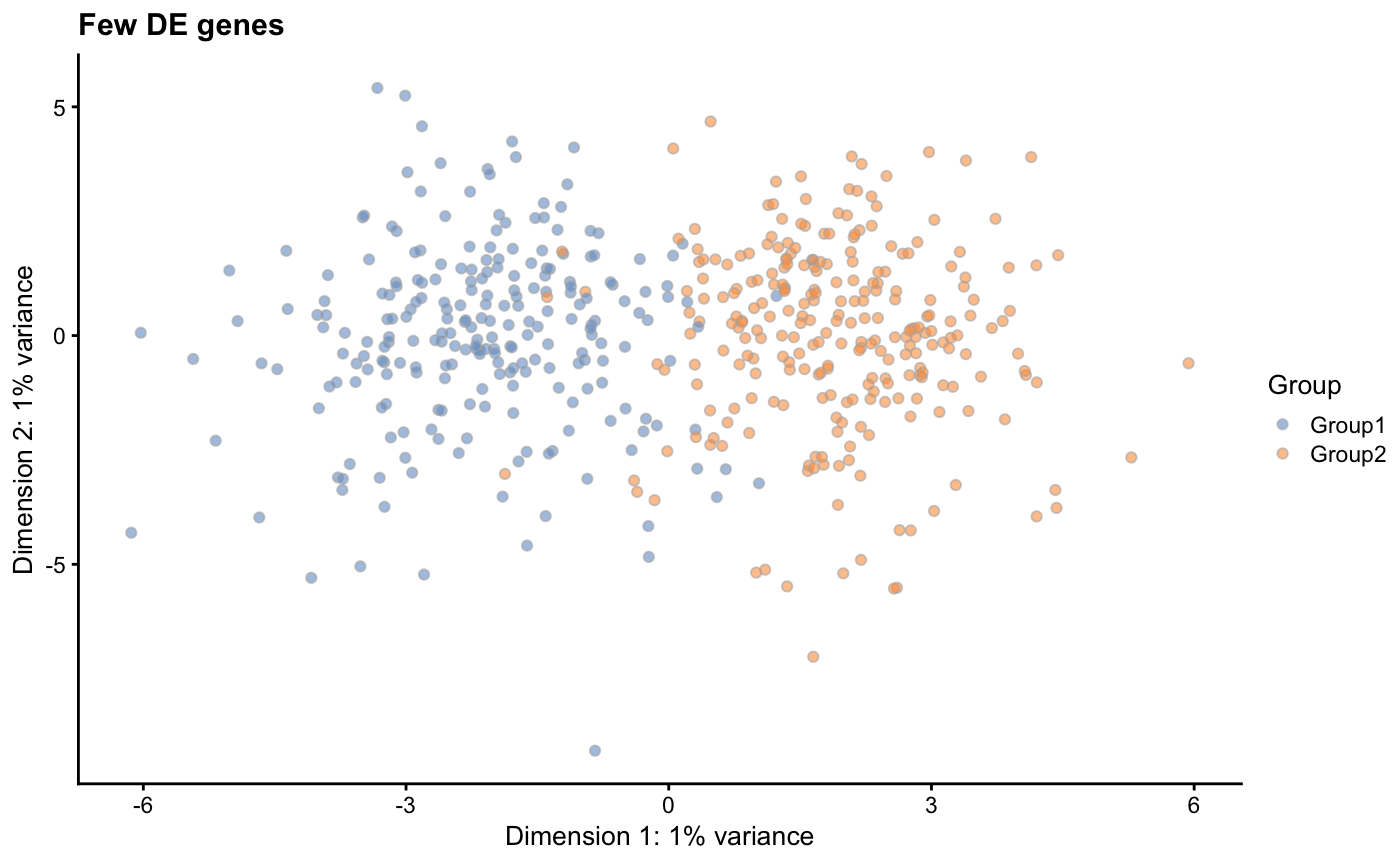 Few DE genes
5
0
-5
Dimension 2: 1% variance
-6
-3
0
3
6
Dimension 1: 1% variance
Group
Group1
Group2